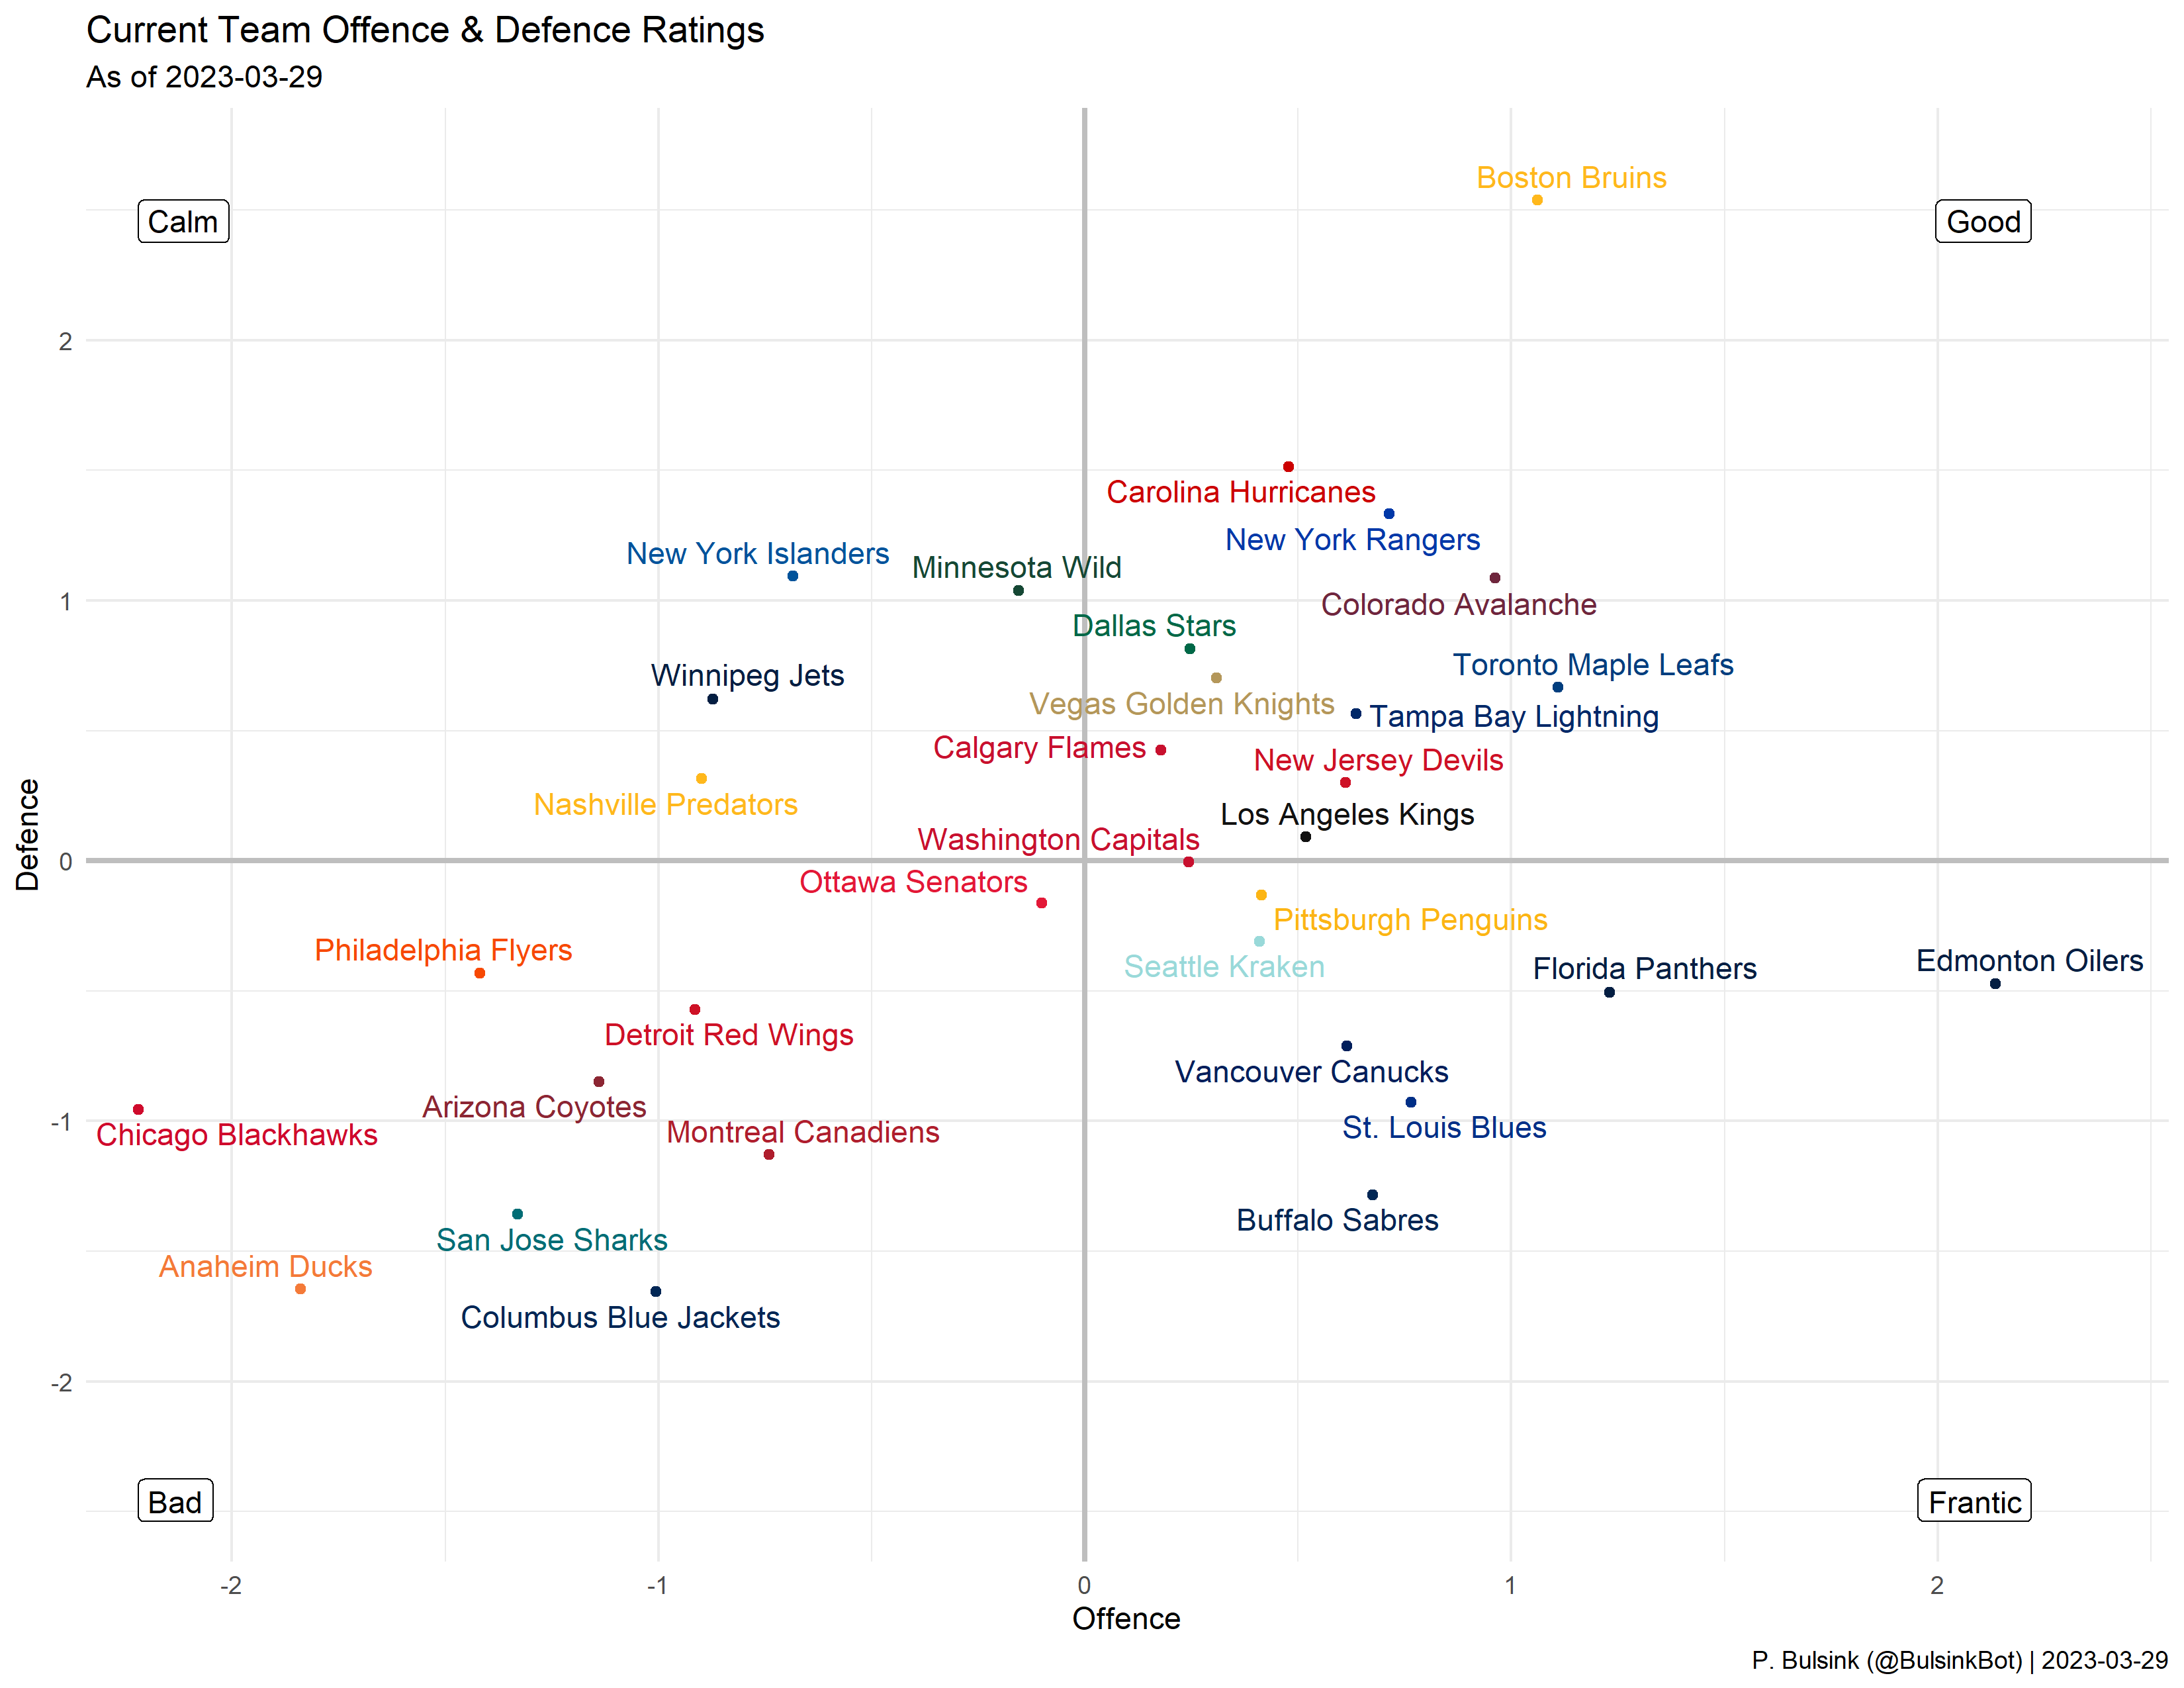 Current Team Offence & Defence Ratings
As of 2023-03-29
Boston Bruins
Calm
Good
2
Carolina Hurricanes
New York Rangers
New York Islanders
Minnesota Wild
1
Colorado Avalanche
Dallas Stars
Toronto Maple Leafs
Winnipeg Jets
Vegas Golden Knights
Tampa Bay Lightning
Calgary Flames
New Jersey Devils
Nashville Predators
Los Angeles Kings
Defence
Washington Capitals
0
Ottawa Senators
Pittsburgh Penguins
Philadelphia Flyers
Seattle Kraken
Florida Panthers
Edmonton Oilers
Detroit Red Wings
Vancouver Canucks
Arizona Coyotes
-1
Chicago Blackhawks
Montreal Canadiens
St. Louis Blues
Buffalo Sabres
San Jose Sharks
Anaheim Ducks
Columbus Blue Jackets
-2
Bad
Frantic
-2 -1 0 1 2
Offence
P. Bulsink (@BulsinkBot) | 2023-03-29